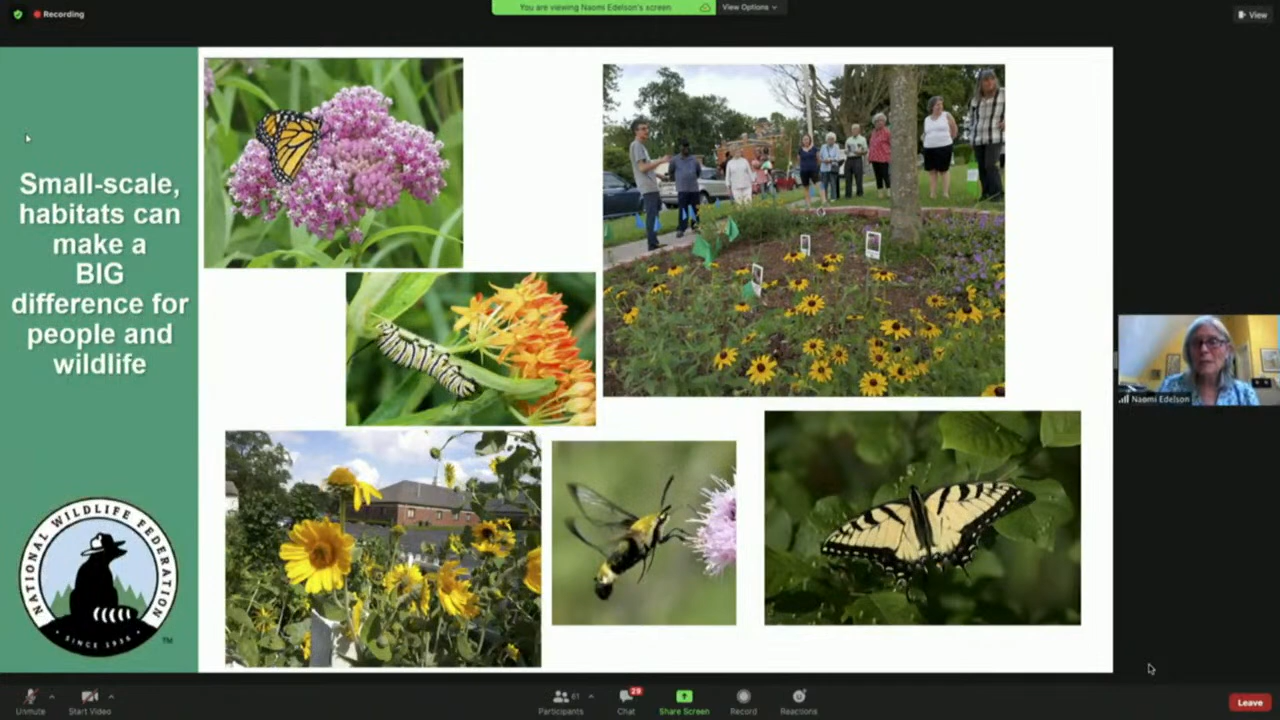 Recording
You are viewing Naomi Edelson's screen
View Options
View
Small-scale,
habitats can
make a
BIG
difference for
people and
wildlife
NATIONAL WILDLIFE FEDERATION
SINCE 1936
TM
Naomi Edelson
Unmute
Start Video
61
Participants
29
Chat
Share Screen
Record
Reactions
Leave